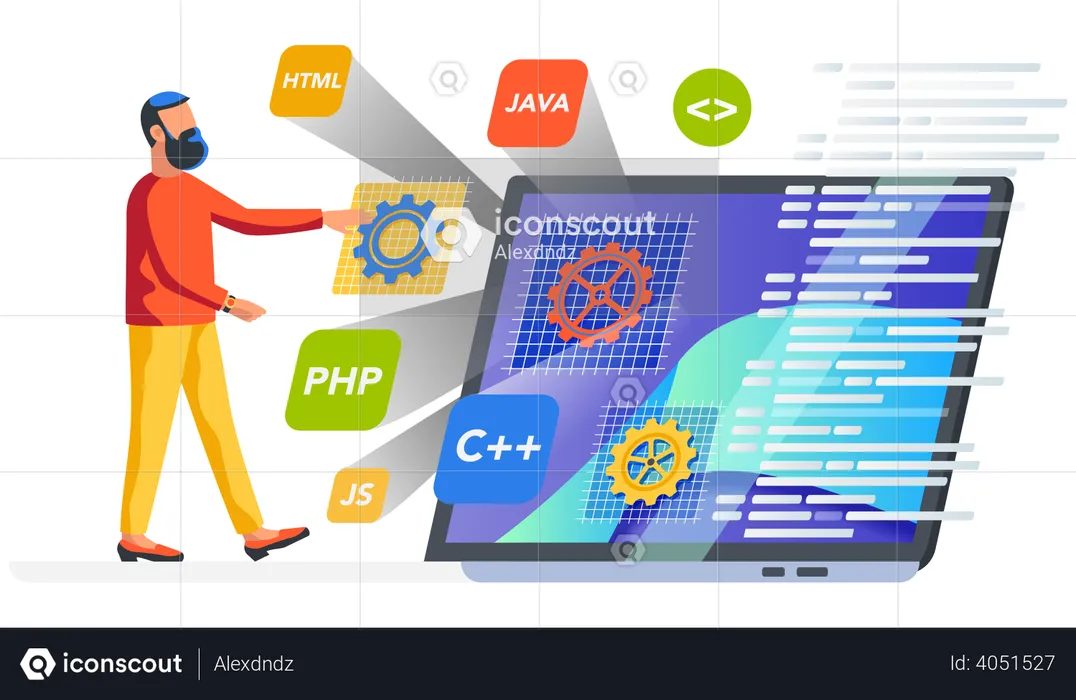 HTML
JAVA
<>
iconscout
Alexdndz
PHP
C++
JS
iconscout
Alexdndz
Id: 4051527